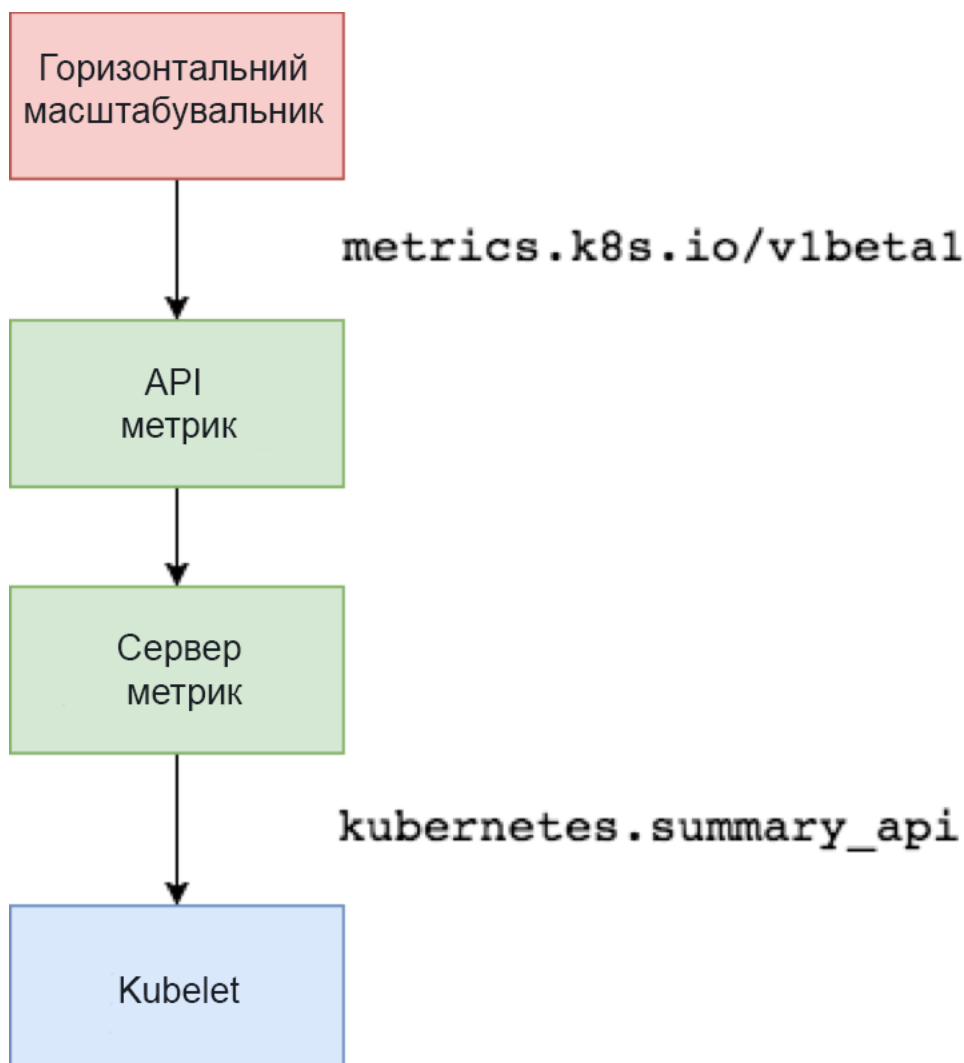 Горизонтальний
масштабувальник
metrics.k8s.io/v1beta1
API
метрик
Сервер
метрик
kubernetes.summary_api
Kubelet